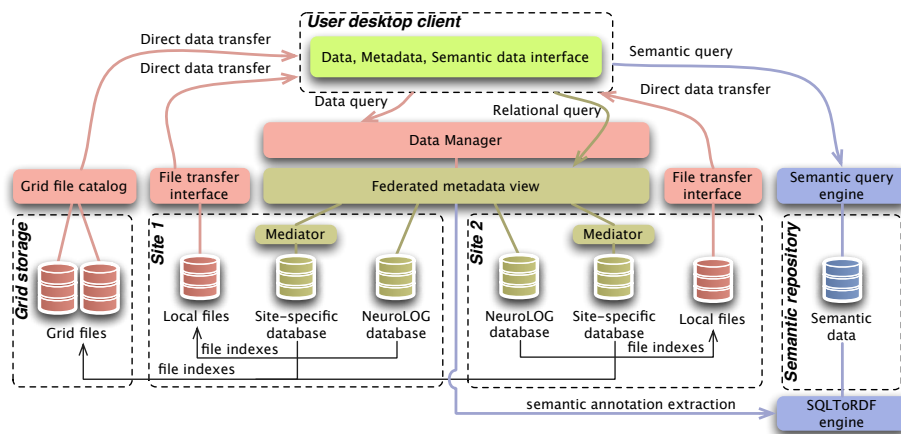 User desktop client
Direct data transfer
Data, Metadata, Semantic data interface
Semantic query
Direct data transfer
Data query
Relational query
Direct data transfer
Data Manager
Grid file catalog
File transfer
interface
Federated metadata view
File transfer
interface
Semantic query
engine
Grid storage
Site 1
Mediator
Site 2
Mediator
Semantic repository
Grid files
Local files
Site-specific
database
NeuroLOG
database
NeuroLOG
database
Site-specific
database
Local files
Semantic
data
file indexes
file indexes
file indexes
semantic annotation extraction
SQLToRDF
engine